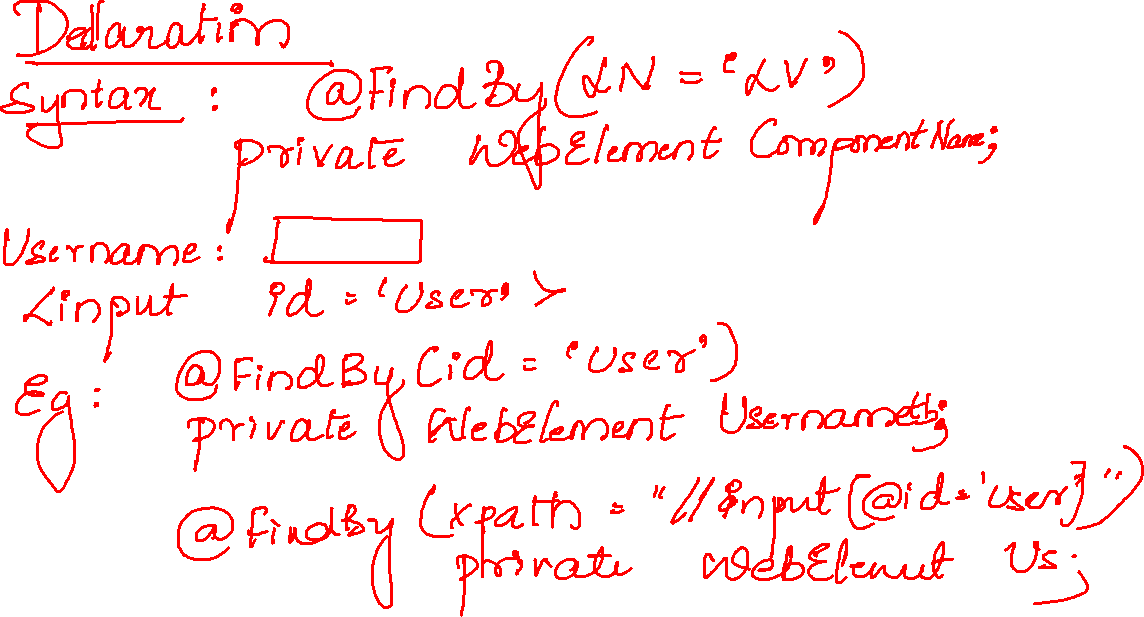 Declaration
Syntax : @FindBy(LN = 'LV')
private WebElement ComponentName;
Username :
<input id = 'User' >
Eg : @FindBy (id = 'User')
private WebElement Usernametb;
@FindBy (xpath = "//input[@id='user]")
private WebElement Us;